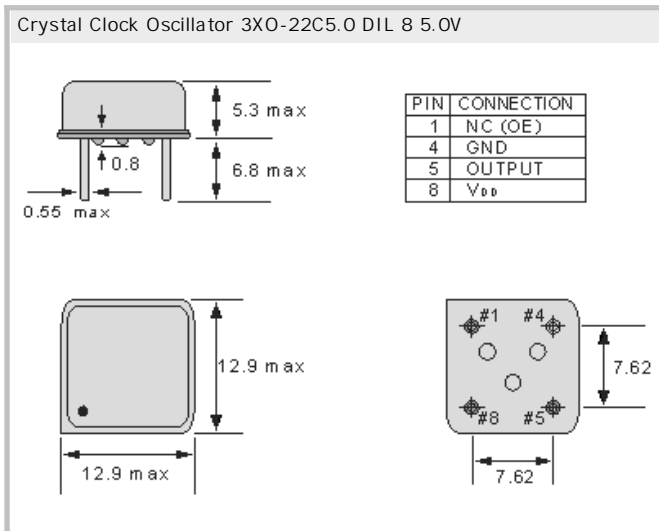 Crystal Clock Oscillator 3XO-22C5.0 DIL 8 5.0V
5.3 max
0.8
6.8 max
0.55 max
PIN CONNECTION
1 NC (OE)
4 GND
5 OUTPUT
8 VDD
12.9 max
12.9 max
#1 #4
7.62
#8 #5
7.62